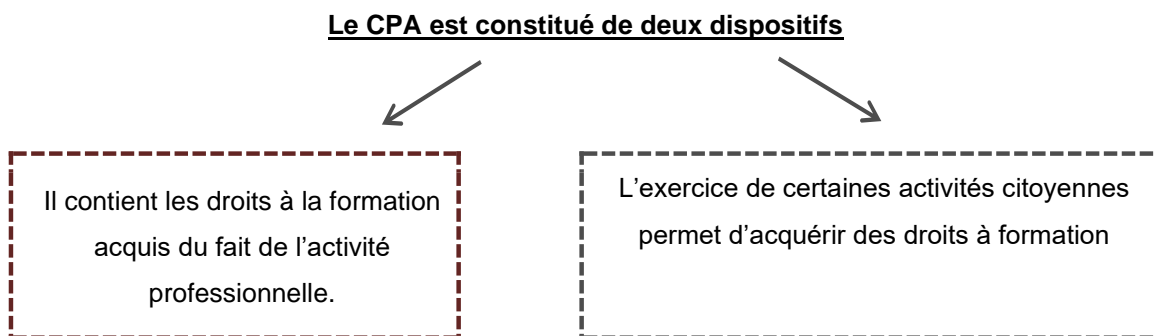 Le CPA est constitué de deux dispositifs
Il contient les droits à la formation
acquis du fait de l’activité
professionnelle.
L’exercice de certaines activités citoyennes
permet d’acquérir des droits à formation